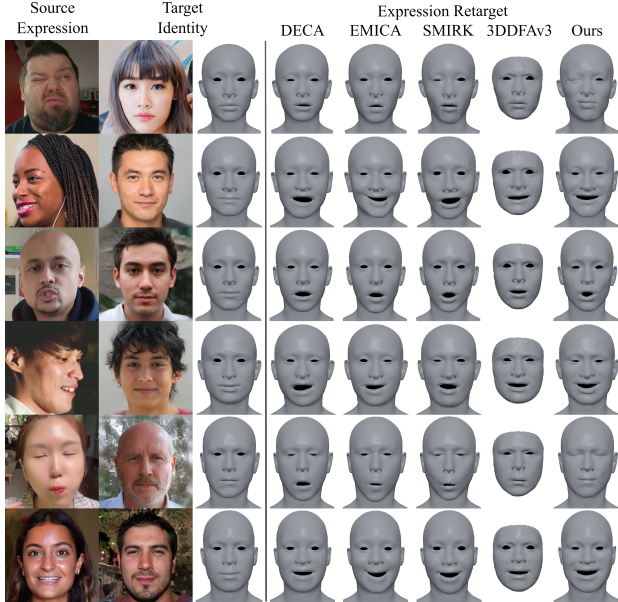 Source Expression
Target Identity
Expression Retarget
DECA EMICA SMIRK 3DDFAv3 Ours